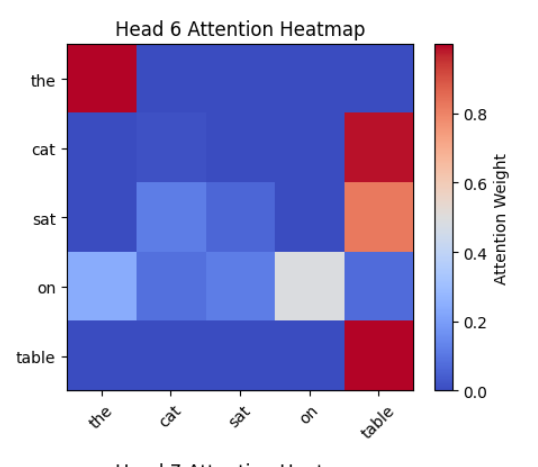 Head 6 Attention Heatmap
the
cat
sat
on
table
the
cat
sat
on
table
0.8
0.6
0.4
0.2
0.0
Attention Weight